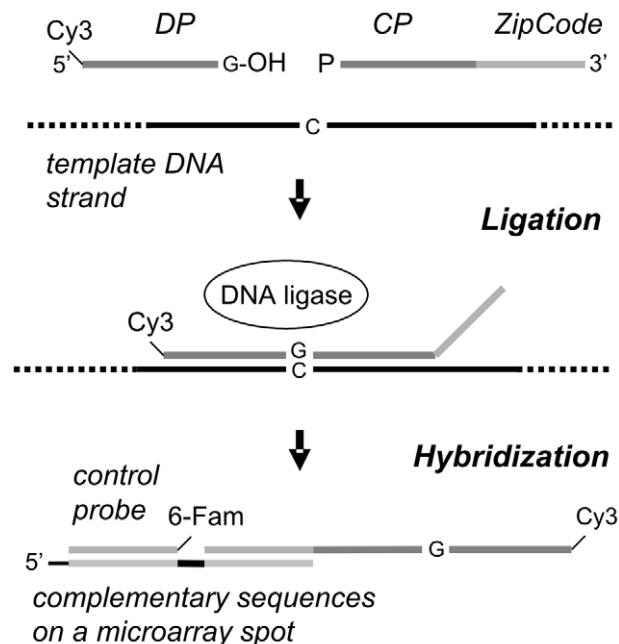 Cy3 DP CP ZipCode
5’ G-OH P 3’
C
template DNA
strand
Ligation
DNA ligase
Cy3
G
C
Hybridization
control
probe
6-Fam
Cy3
G
5’
complementary sequences
on a microarray spot